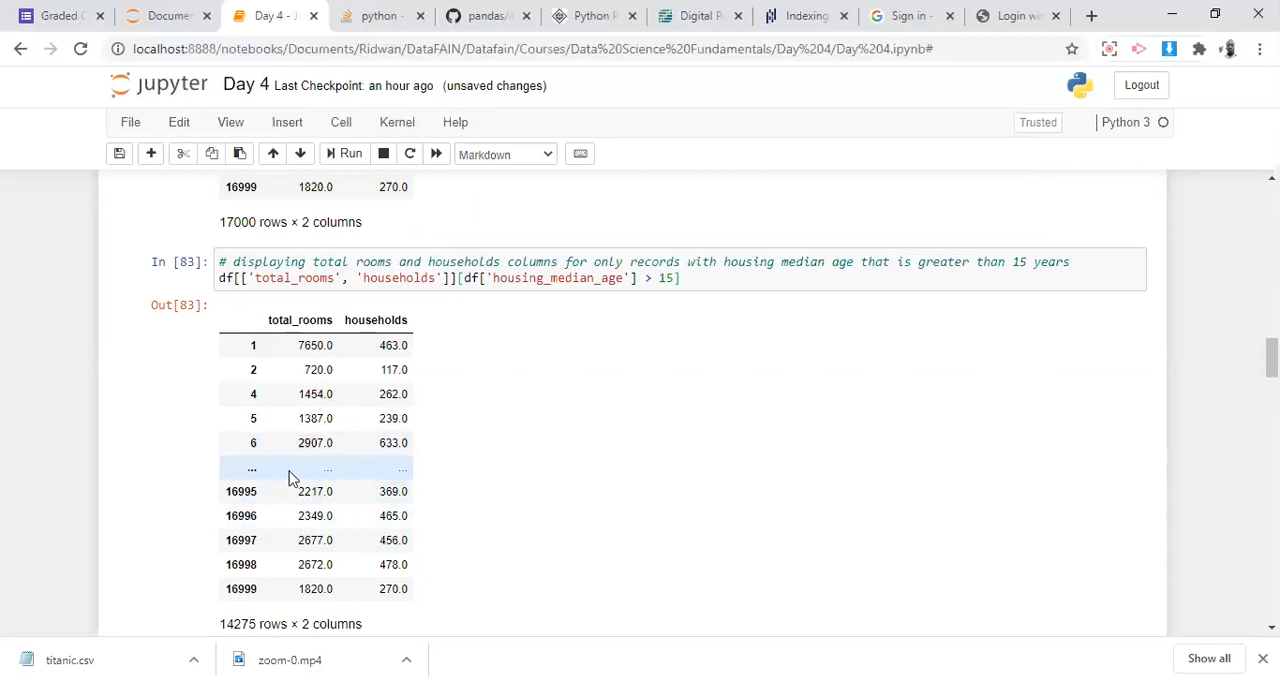 Graded C
Documen
Day 4 - J
python -
pandas/e
Python P
Digital P
Indexing
Sign in -
Login wi
localhost:8888/notebooks/Documents/Ridwan/DataFAIN/Datafain/Courses/Data%20Science%20Fundamentals/Day%204/Day%204.ipynb#
jupyter Day 4 Last Checkpoint: an hour ago (unsaved changes)
Logout
File Edit View Insert Cell Kernel Help
Trusted Python 3
Run Markdown
16999 1820.0 270.0
17000 rows × 2 columns
In [83]: # displaying total rooms and households columns for only records with housing median age that is greater than 15 years
df[['total_rooms', 'households']][df['housing_median_age'] > 15]
Out[83]:
total_rooms households
1 7650.0 463.0
2 720.0 117.0
4 1454.0 262.0
5 1387.0 239.0
6 2907.0 633.0
... ... ...
16995 2217.0 369.0
16996 2349.0 465.0
16997 2677.0 456.0
16998 2672.0 478.0
16999 1820.0 270.0
14275 rows × 2 columns
titanic.csv
zoom-0.mp4
Show all